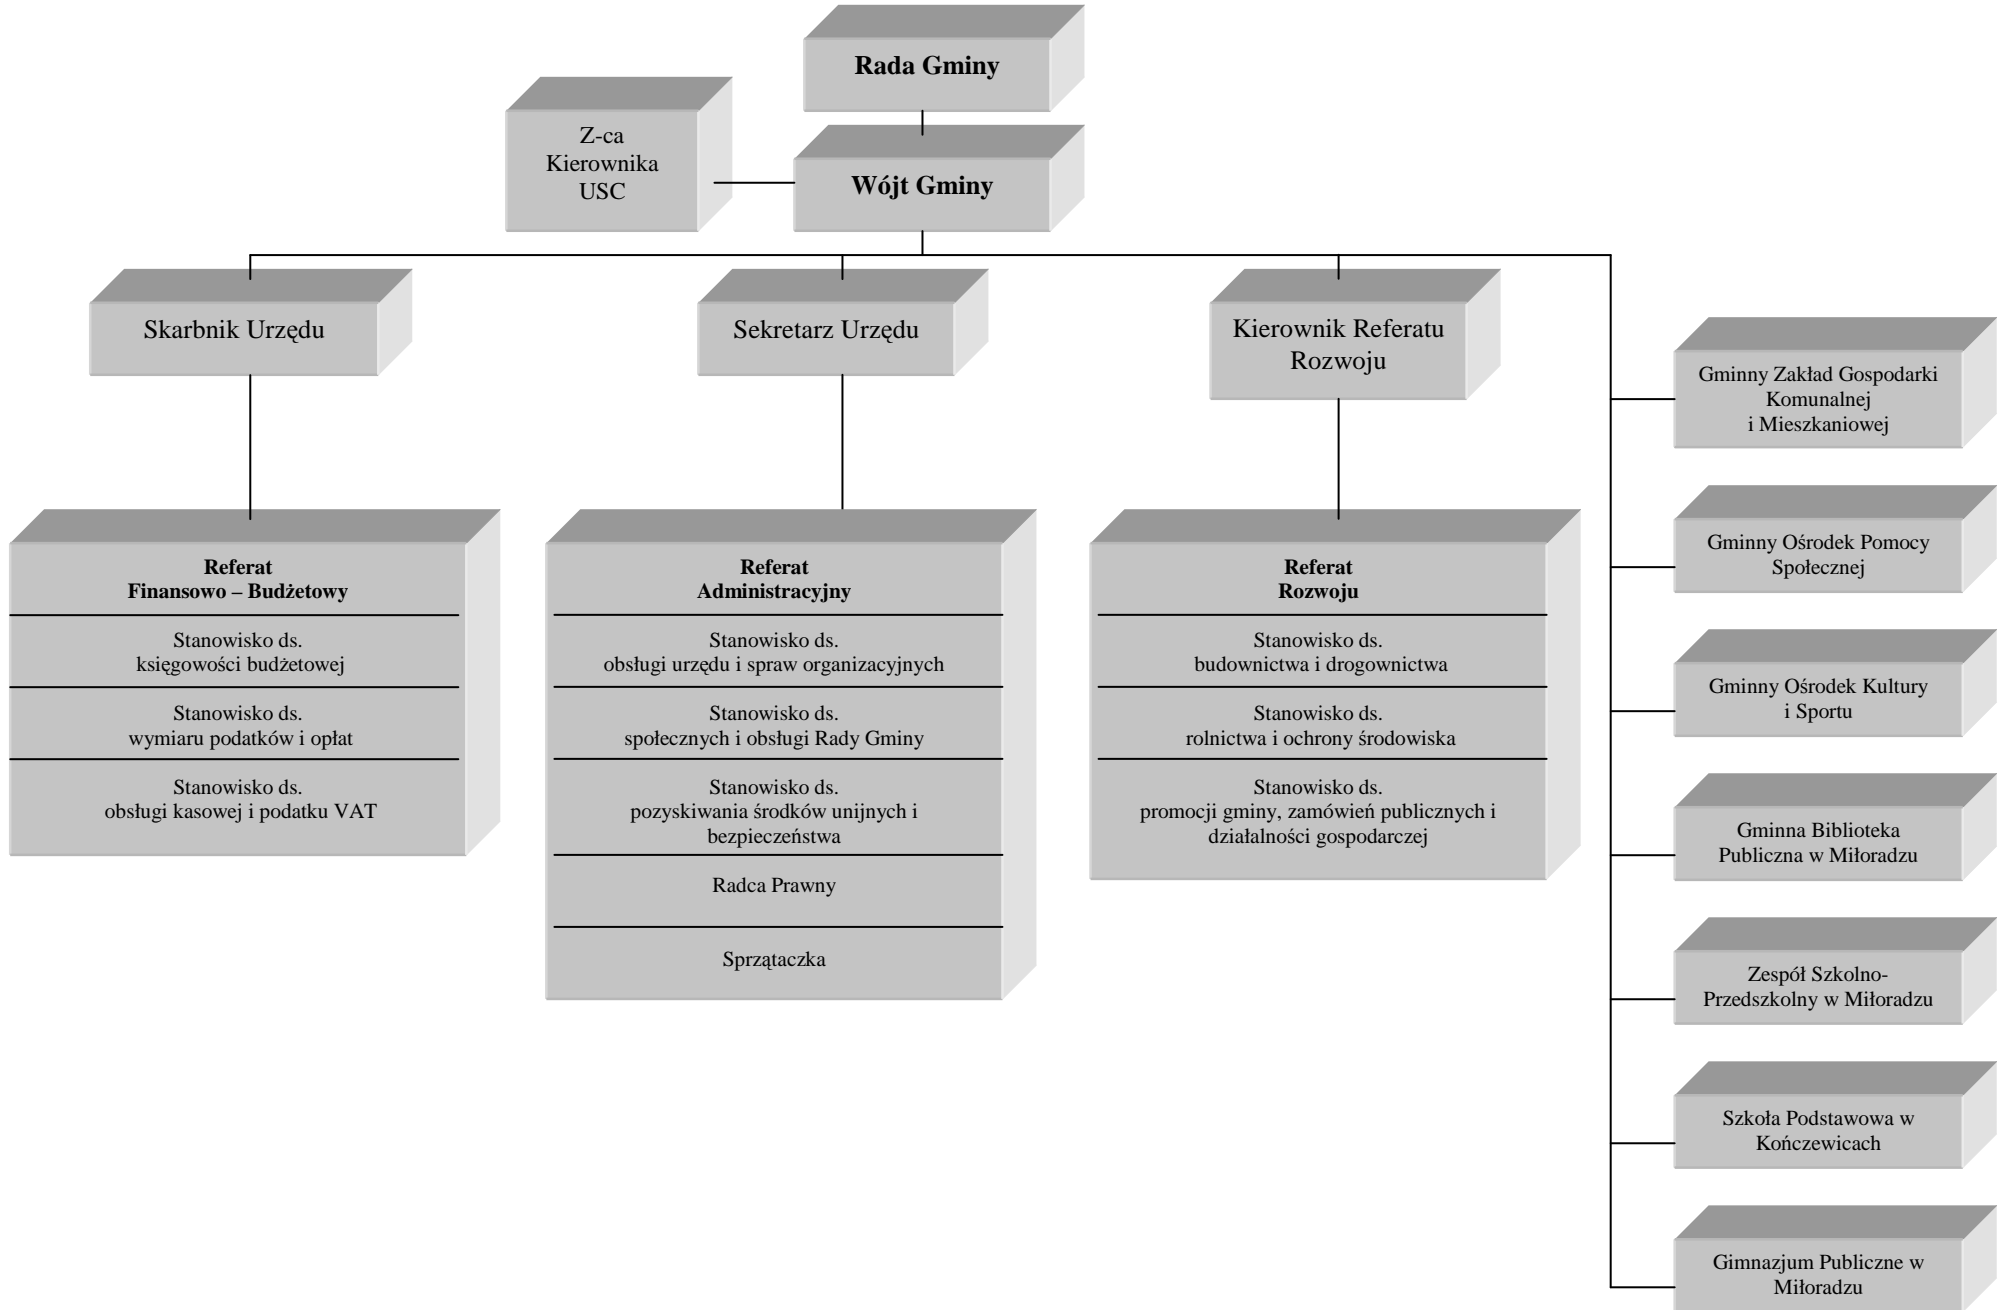 Rada Gminy
Z-ca
Kierownika
USC
Wójt Gminy
Skarbnik Urzędu
Sekretarz Urzędu
Kierownik Referatu
Rozwoju
Referat
Finansowo – Budżetowy
Stanowisko ds.
księgowości budżetowej
Stanowisko ds.
wymiaru podatków i opłat
Stanowisko ds.
obsługi kasowej i podatku VAT
Referat
Administracyjny
Stanowisko ds.
obsługi urzędu i spraw organizacyjnych
Stanowisko ds.
społecznych i obsługi Rady Gminy
Stanowisko ds.
pozyskiwania środków unijnych i
bezpieczeństwa
Radca Prawny
Sprzątaczka
Referat
Rozwoju
Stanowisko ds.
budownictwa i drogownictwa
Stanowisko ds.
rolnictwa i ochrony środowiska
Stanowisko ds.
promocji gminy, zamówień publicznych i
działalności gospodarczej
Gminny Zakład Gospodarki
Komunalnej
i Mieszkaniowej
Gminny Ośrodek Pomocy
Społecznej
Gminny Ośrodek Kultury
i Sportu
Gminna Biblioteka
Publiczna w Miłoradzu
Zespół Szkolno-
Przedszkolny w Miłoradzu
Szkoła Podstawowa w
Kończewicach
Gimnazjum Publiczne w
Miłoradzu